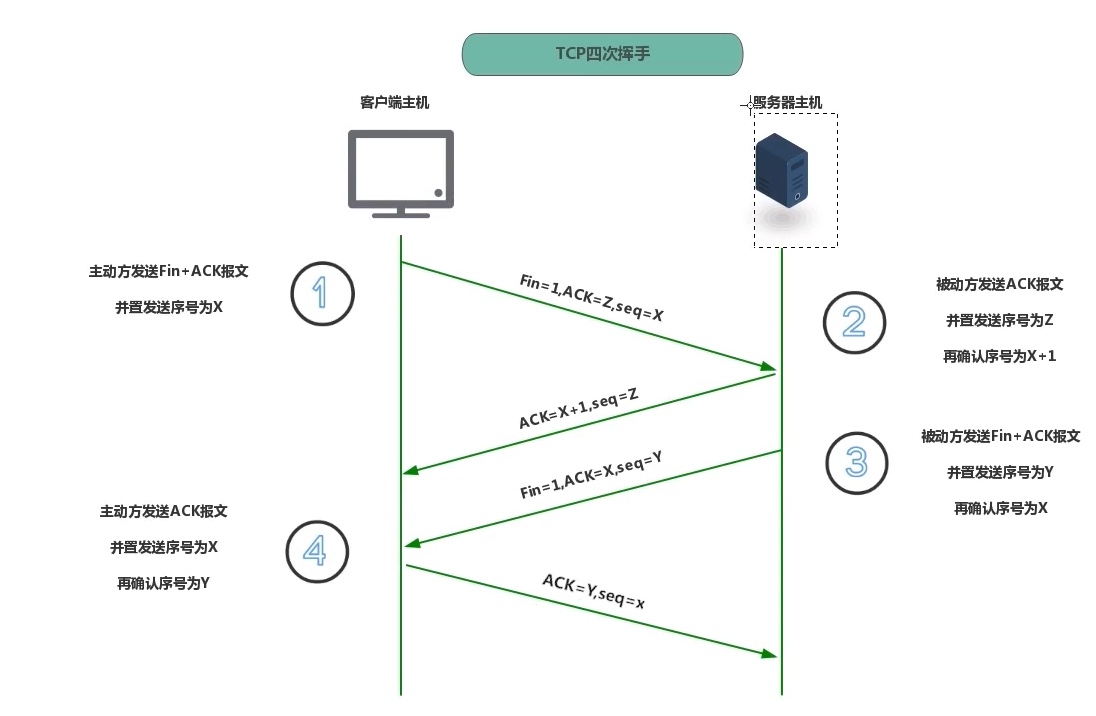 TCP四次挥手
客户端主机
服务器主机
主动方发送Fin+ACK报文
并置发送序号为X
1
Fin=1,ACK=Z,seq=X
2
被动方发送ACK报文
并置发送序号为Z
再确认序号为X+1
ACK=X+1,seq=Z
3
被动方发送Fin+ACK报文
并置发送序号为Y
再确认序号为X
Fin=1,ACK=X,seq=Y
主动方发送ACK报文
并置发送序号为X
再确认序号为Y
4
ACK=Y,seq=x